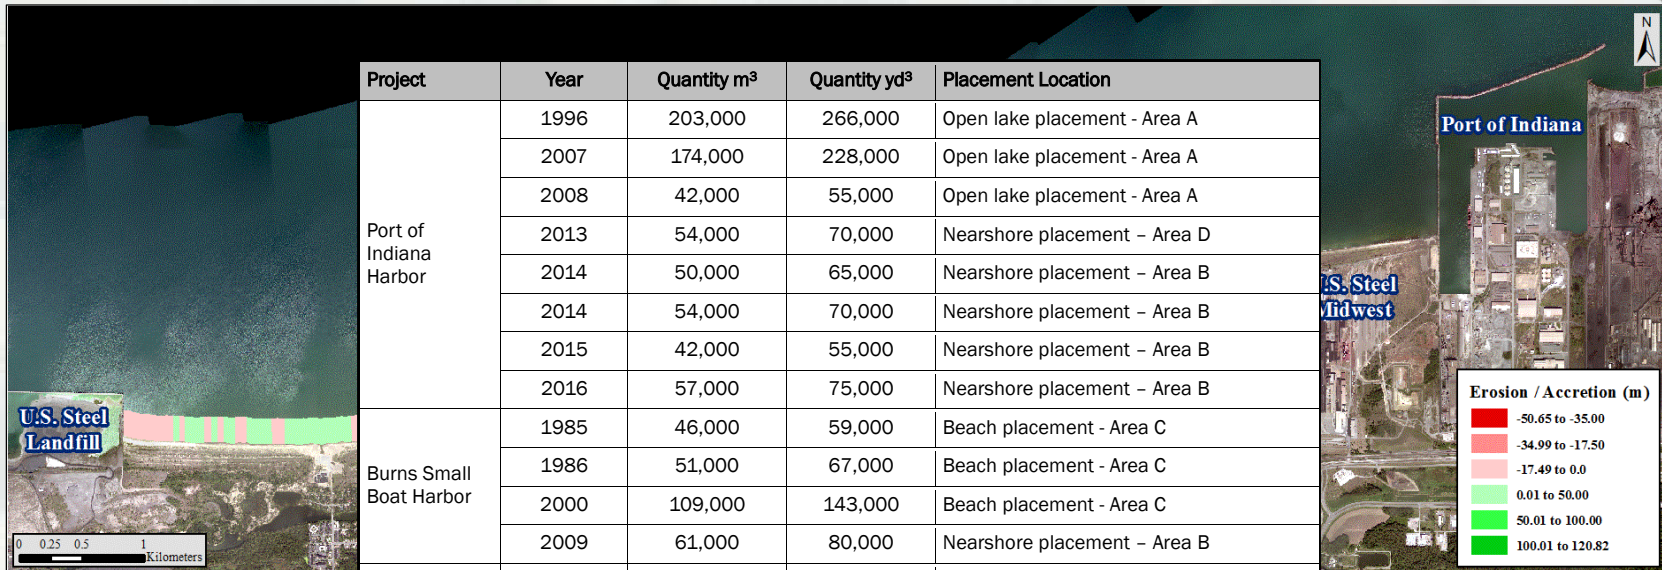 N
Project Year Quantity m³ Quantity yd³ Placement Location
Port of
Indiana
Harbor
1996 203,000 266,000 Open lake placement - Area A
2007 174,000 228,000 Open lake placement - Area A
2008 42,000 55,000 Open lake placement - Area A
2013 54,000 70,000 Nearshore placement – Area D
2014 50,000 65,000 Nearshore placement – Area B
2014 54,000 70,000 Nearshore placement – Area B
2015 42,000 55,000 Nearshore placement – Area B
2016 57,000 75,000 Nearshore placement – Area B
Burns Small
Boat Harbor
1985 46,000 59,000 Beach placement - Area C
1986 51,000 67,000 Beach placement - Area C
2000 109,000 143,000 Beach placement - Area C
2009 61,000 80,000 Nearshore placement – Area B
Port of Indiana
.S. Steel
Midwest
U.S. Steel
Landfill
0 0.25 0.5 1
Kilometers
Erosion / Accretion (m)
-50.65 to -35.00
-34.99 to -17.50
-17.49 to 0.0
0.01 to 50.00
50.01 to 100.00
100.01 to 120.82